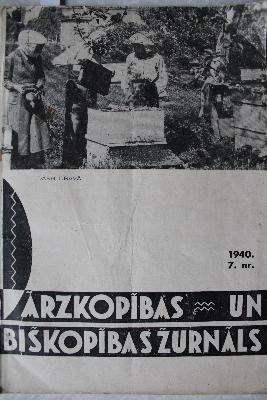 1940.
7. nr.
DĀRZKOPĪBAS UN
BIŠKOPĪBAS ŽURNĀLS